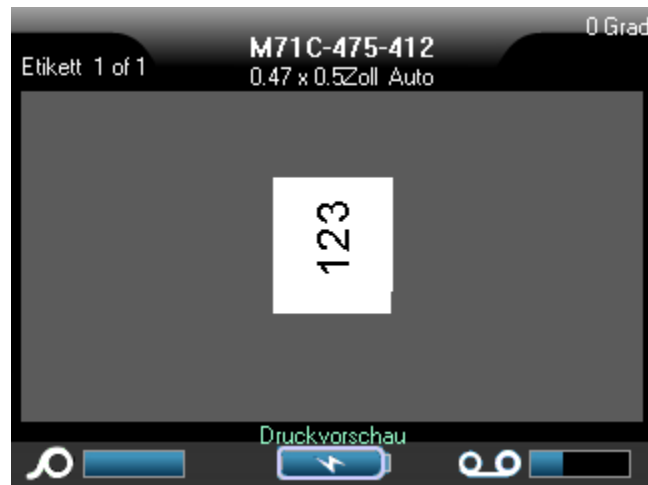 0 Grad
M71C-475-412
Etikett 1 of 1
0.47 x 0.5Zoll Auto
123
Druckvorschau